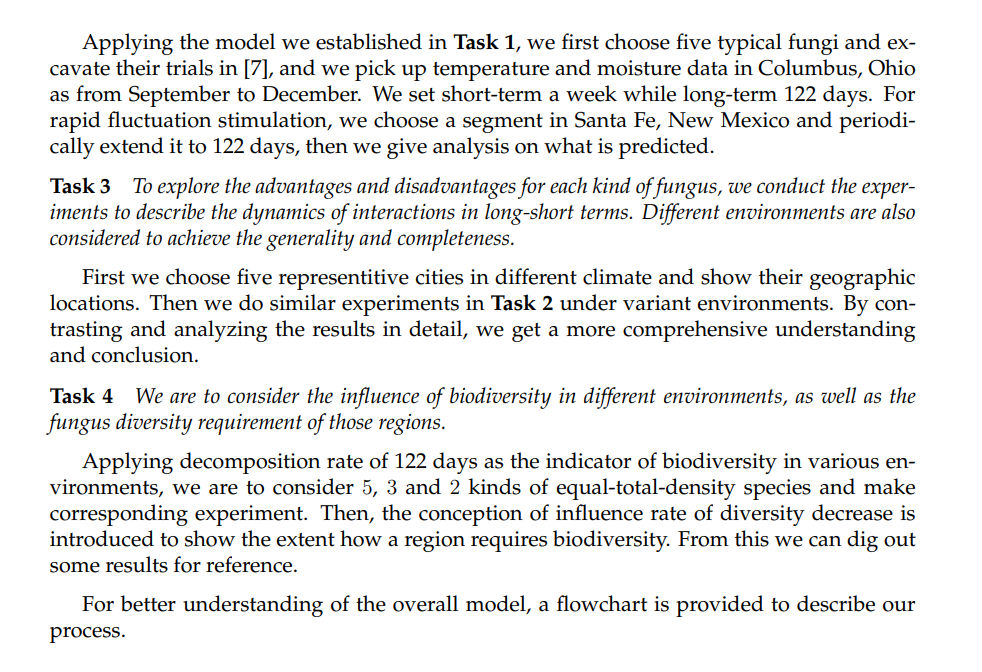 Applying the model we established in Task 1, we first choose five typical fungi and ex-
cavate their trials in [7], and we pick up temperature and moisture data in Columbus, Ohio
as from September to December. We set short-term a week while long-term 122 days. For
rapid fluctuation stimulation, we choose a segment in Santa Fe, New Mexico and periodi-
cally extend it to 122 days, then we give analysis on what is predicted.
Task 3 To explore the advantages and disadvantages for each kind of fungus, we conduct the exper-
iments to describe the dynamics of interactions in long-short terms. Different environments are also
considered to achieve the generality and completeness.
First we choose five representitive cities in different climate and show their geographic
locations. Then we do similar experiments in Task 2 under variant environments. By con-
trasting and analyzing the results in detail, we get a more comprehensive understanding
and conclusion.
Task 4 We are to consider the influence of biodiversity in different environments, as well as the
fungus diversity requirement of those regions.
Applying decomposition rate of 122 days as the indicator of biodiversity in various en-
vironments, we are to consider 5, 3 and 2 kinds of equal-total-density species and make
corresponding experiment. Then, the conception of influence rate of diversity decrease is
introduced to show the extent how a region requires biodiversity. From this we can dig out
some results for reference.
For better understanding of the overall model, a flowchart is provided to describe our
process.